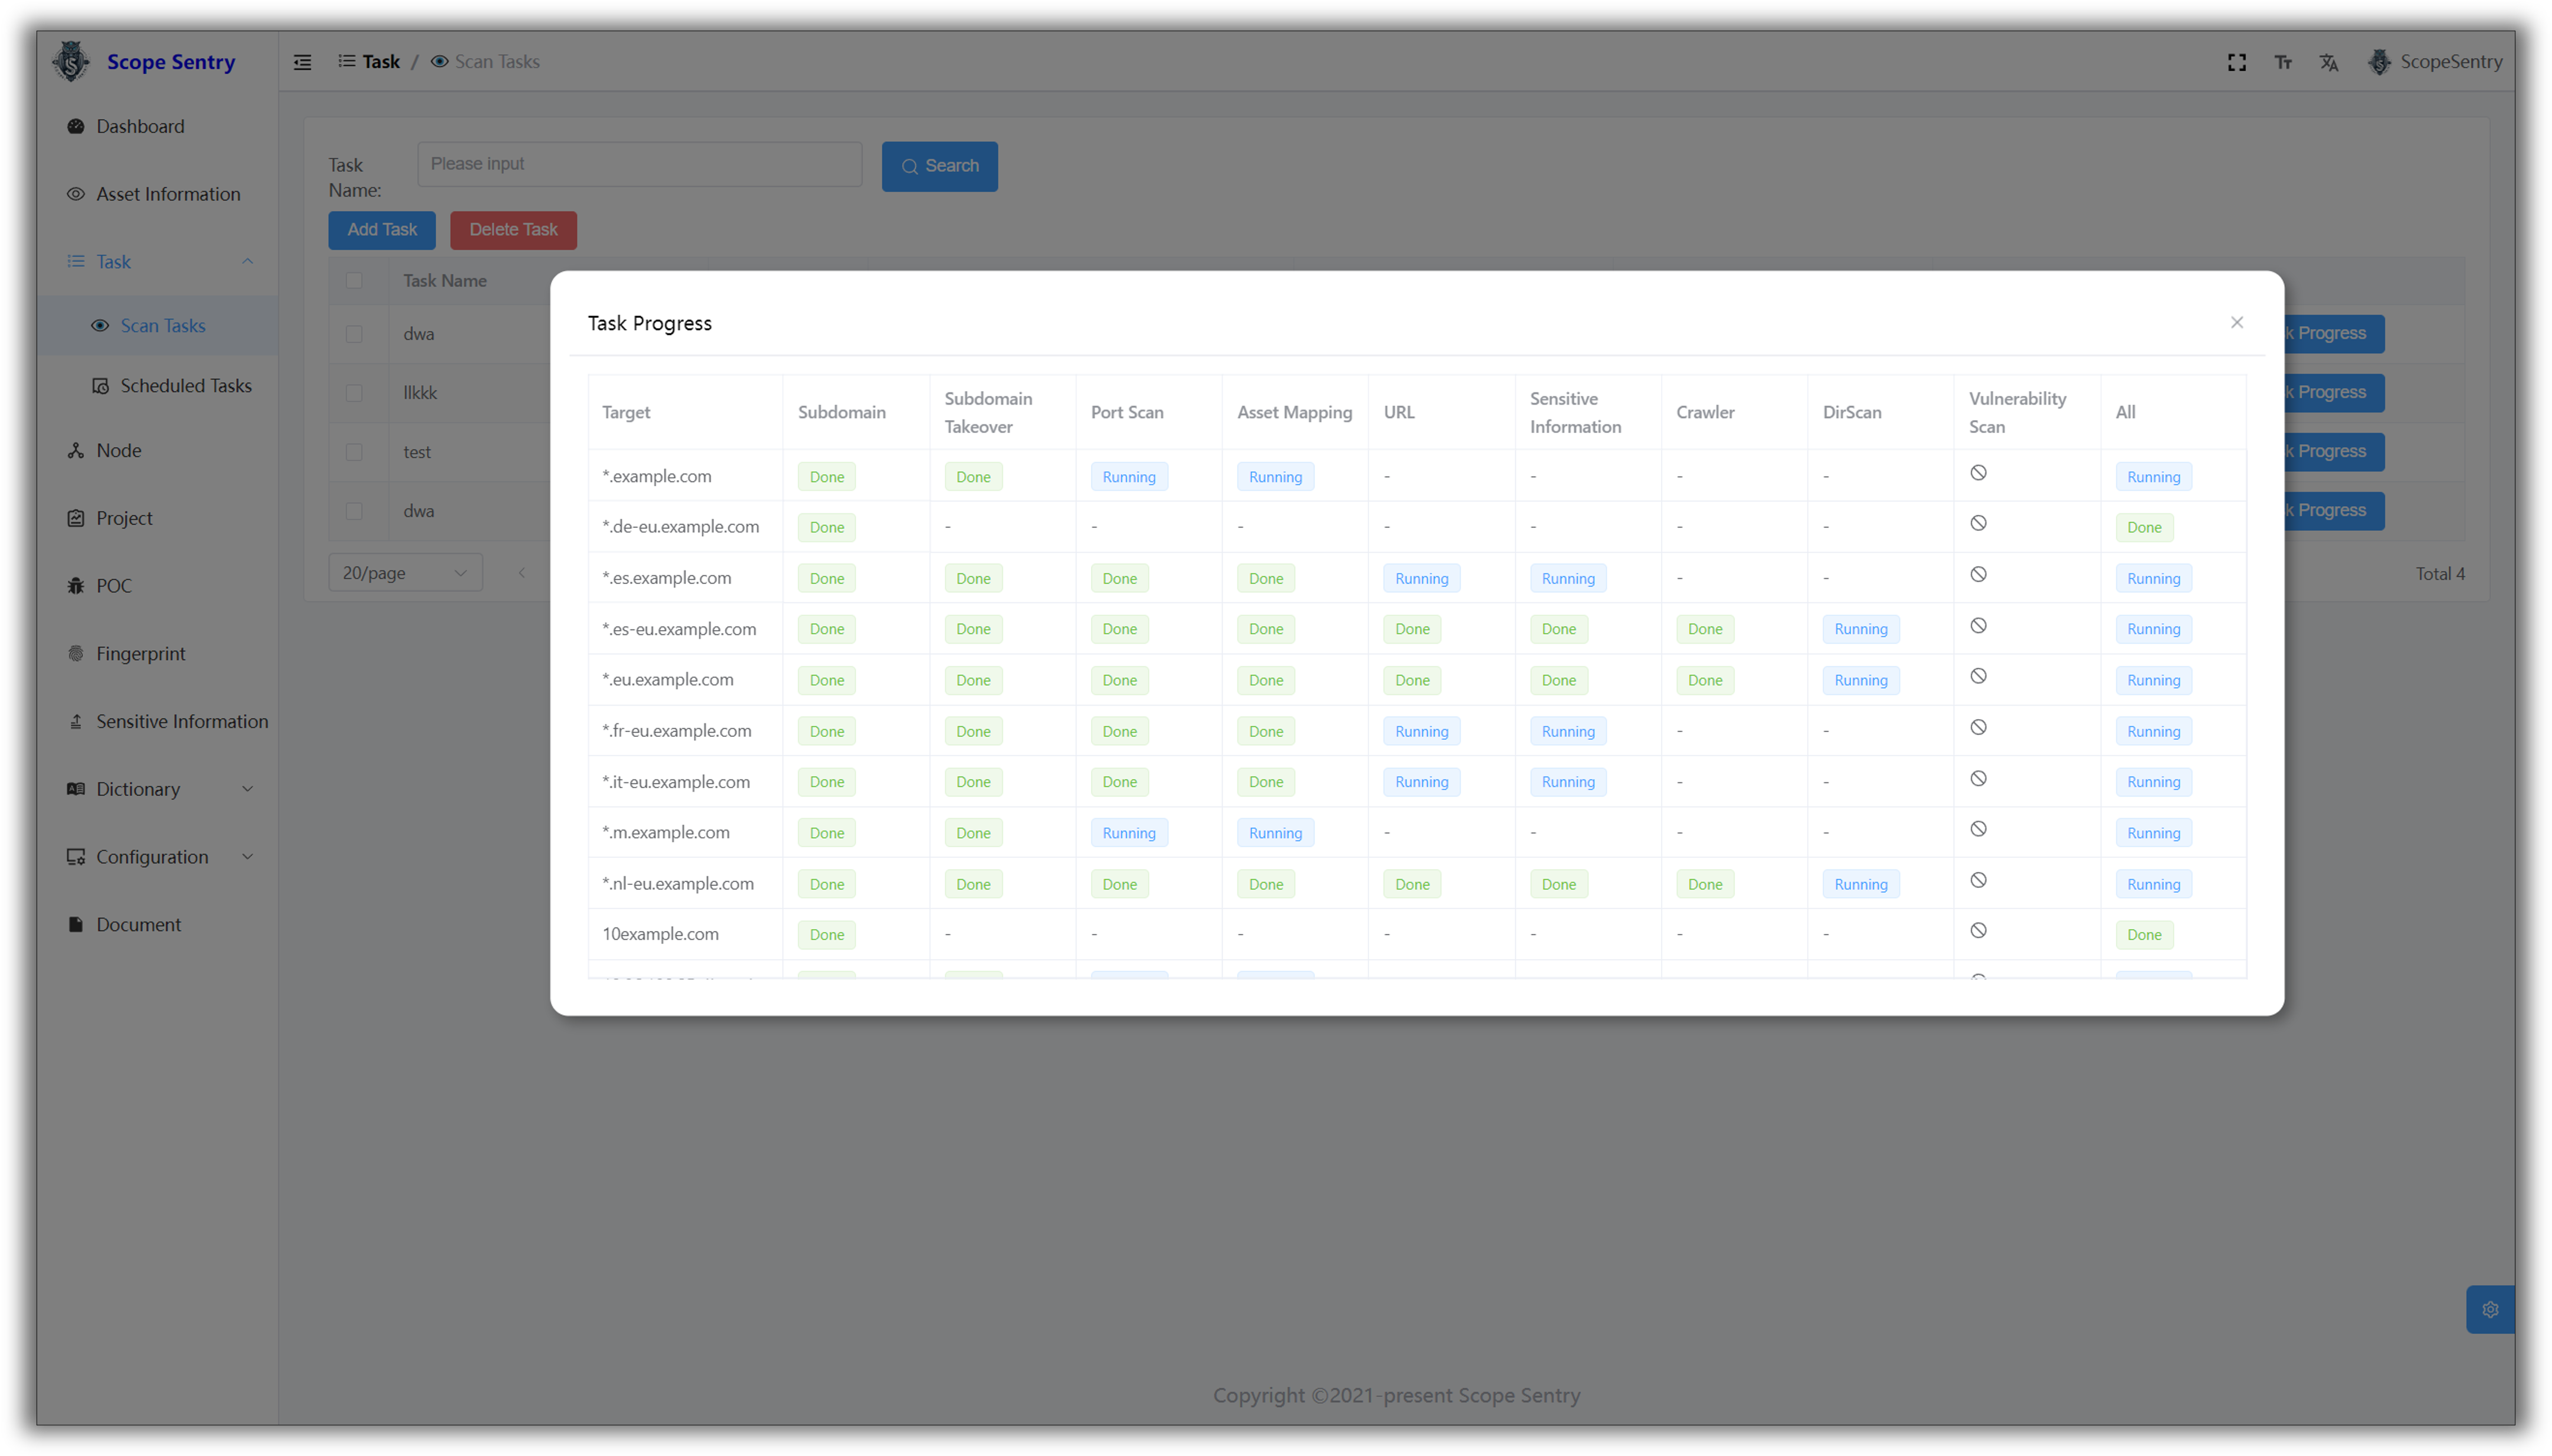 Scope Sentry
Task / Scan Tasks
ScopeSentry
Dashboard
Asset Information
Task
Scan Tasks
Scheduled Tasks
Node
Project
POC
Fingerprint
Sensitive Information
Dictionary
Configuration
Document
Task
Name:
Please input
Search
Add Task
Delete Task
Task Name
dwa
k Progress
llkkk
k Progress
test
k Progress
dwa
k Progress
20/page
Total 4
Task Progress
Target Subdomain Subdomain Takeover Port Scan Asset Mapping URL Sensitive Information Crawler DirScan Vulnerability Scan All
*.example.com Done Done Running Running - - - - Running
*.de-eu.example.com Done - - - - - - - Done
*.es.example.com Done Done Done Done Running Running - - Running
*.es-eu.example.com Done Done Done Done Done Done Done Running Running
*.eu.example.com Done Done Done Done Done Done Done Running Running
*.fr-eu.example.com Done Done Done Done Running Running - - Running
*.it-eu.example.com Done Done Done Done Running Running - - Running
*.m.example.com Done Done Running Running - - - - Running
*.nl-eu.example.com Done Done Done Done Done Done Done Running Running
10example.com Done - - - - - - - Done
Copyright ©2021-present Scope Sentry